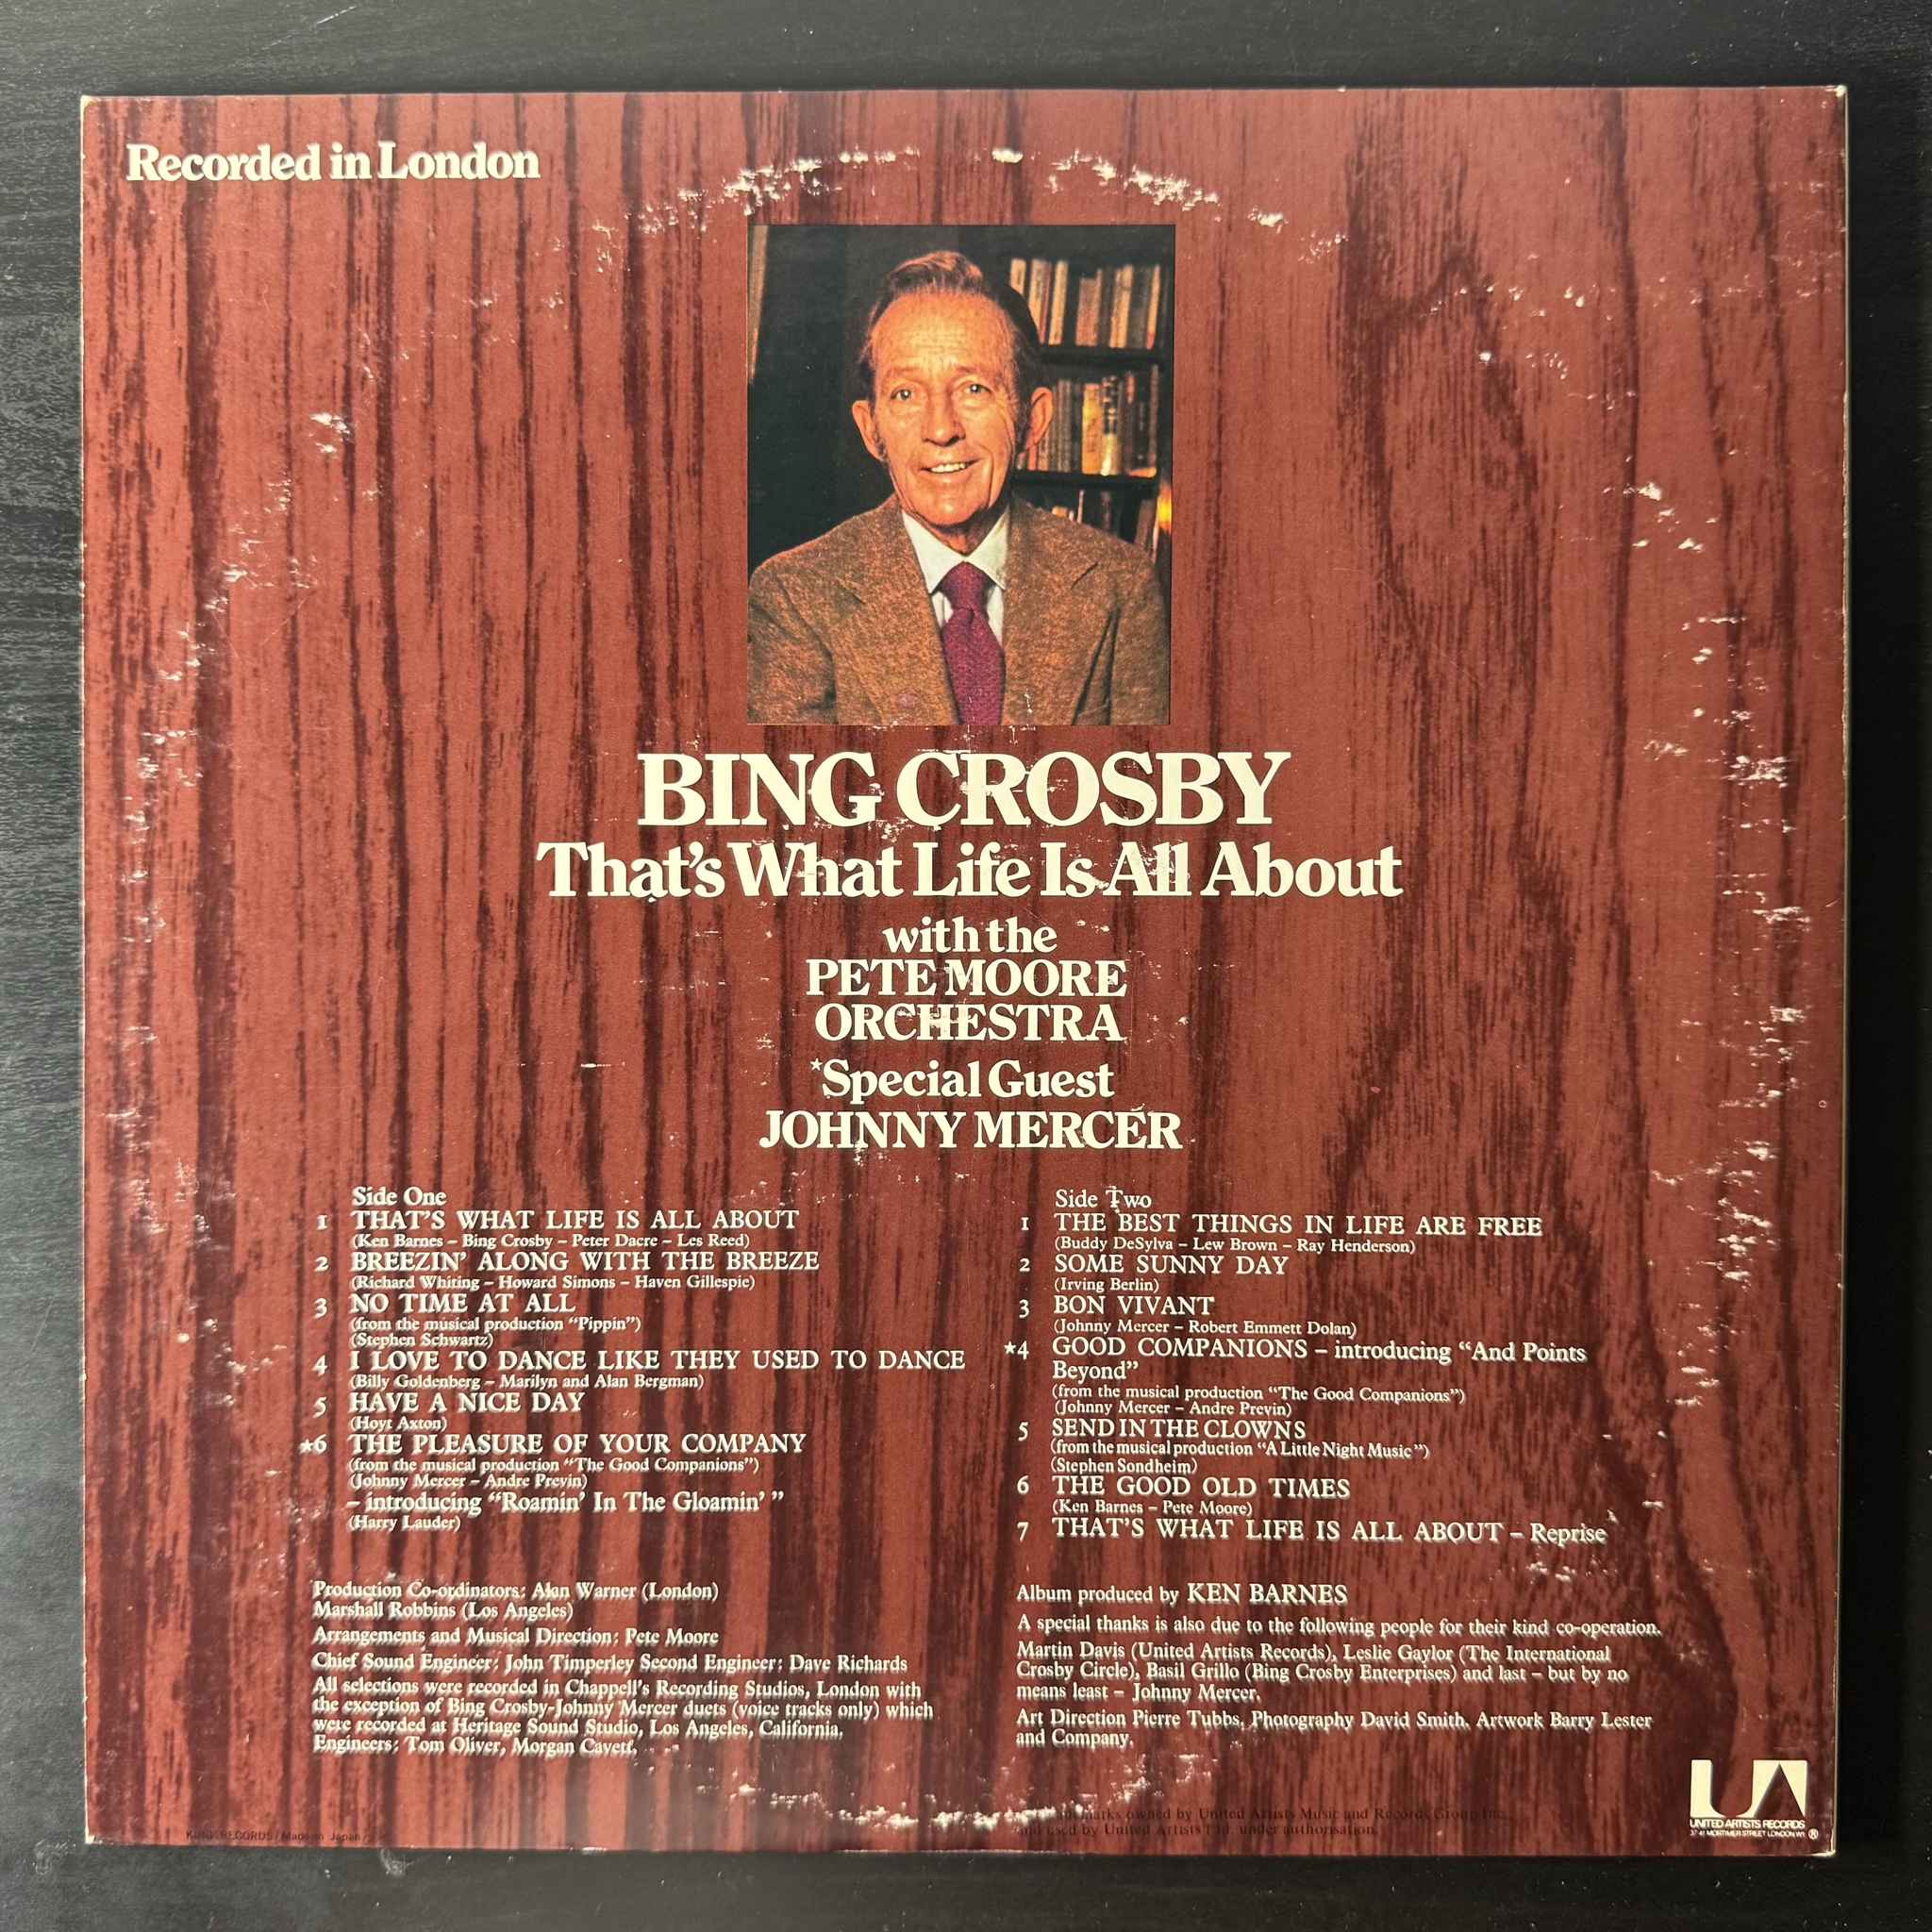 Recorded in London
BING CROSBY
That's What Life Is All About
with the
PETE MOORE
ORCHESTRA
*Special Guest
JOHNNY MERCER
Side One
1 THAT'S WHAT LIFE IS ALL ABOUT
(Ken Barnes – Bing Crosby – Peter Dacre – Les Reed)
2 BREEZIN' ALONG WITH THE BREEZE
(Richard Whiting – Howard Simons – Haven Gillespie)
3 NO TIME AT ALL
(from the musical production "Pippin")
(Stephen Schwartz)
4 I LOVE TO DANCE LIKE THEY USED TO DANCE
(Billy Goldenberg – Marilyn and Alan Bergman)
5 HAVE A NICE DAY
(Hoyt Axton)
*6 THE PLEASURE OF YOUR COMPANY
(from the musical production "The Good Companions")
(Johnny Mercer – Andre Previn)
– introducing "Roamin' In The Gloamin' "
(Harry Lauder)
Side Two
1 THE BEST THINGS IN LIFE ARE FREE
(Buddy DeSylva – Lew Brown – Ray Henderson)
2 SOME SUNNY DAY
(Irving Berlin)
3 BON VIVANT
(Johnny Mercer – Robert Emmett Dolan)
*4 GOOD COMPANIONS – introducing "And Points
Beyond"
(from the musical production "The Good Companions")
(Johnny Mercer – Andre Previn)
5 SEND IN THE CLOWNS
(from the musical production "A Little Night Music")
(Stephen Sondheim)
6 THE GOOD OLD TIMES
(Ken Barnes – Pete Moore)
7 THAT'S WHAT LIFE IS ALL ABOUT – Reprise
Production Co-ordinators: Alan Warner (London)
Marshall Robbins (Los Angeles)
Arrangements and Musical Direction: Pete Moore
Chief Sound Engineer: John Timperley Second Engineer: Dave Richards
All selections were recorded in Chappell's Recording Studios, London with
the exception of Bing Crosby-Johnny Mercer duets (voice tracks only) which
were recorded at Heritage Sound Studio, Los Angeles, California.
Engineers: Tom Oliver, Morgan Cavett.
Album produced by KEN BARNES
A special thanks is also due to the following people for their kind co-operation.
Martin Davis (United Artists Records), Leslie Gaylor (The International
Crosby Circle), Basil Grillo (Bing Crosby Enterprises) and last – but by no
means least – Johnny Mercer.
Art Direction Pierre Tubbs. Photography David Smith. Artwork Barry Lester
and Company.
owned by United Artists Music and Records Group Inc.
used by United Artists Ltd. under authorisation.
KING RECORDS/Made in Japan
UA
UNITED ARTISTS RECORDS
37-41 MORTIMER STREET LONDON W1 ®